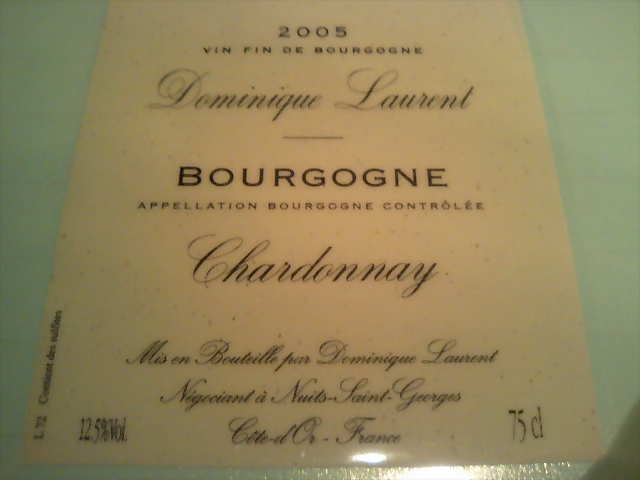 2005
VIN FIN DE BOURGOGNE
Dominique Laurent
BOURGOGNE
APPELLATION BOURGOGNE CONTRÔLÉE
Chardonnay
Mis en Bouteille par Dominique Laurent
Négociant à Nuits-Saint-Georges
Côte-d'Or - France
12.5%Vol.
75 cl
L 72 Contient des sulfites